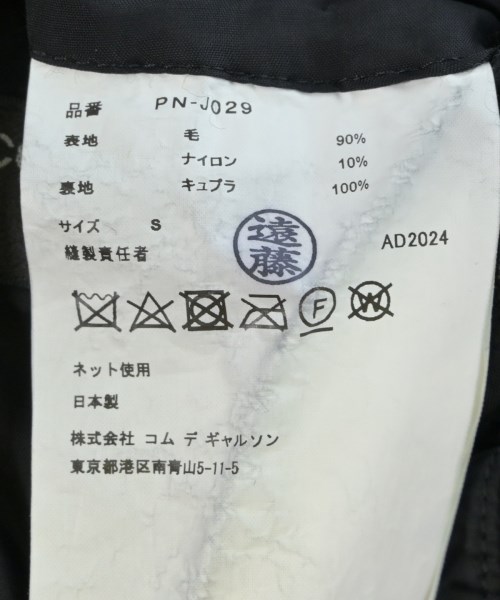 品番 PN-J029
表地 毛 90%
ナイロン 10%
裏地 キュプラ 100%
サイズ S
縫製責任者 遠藤 AD2024
F W
ネット使用
日本製
株式会社 コム デ ギャルソン
東京都港区南青山5-11-5